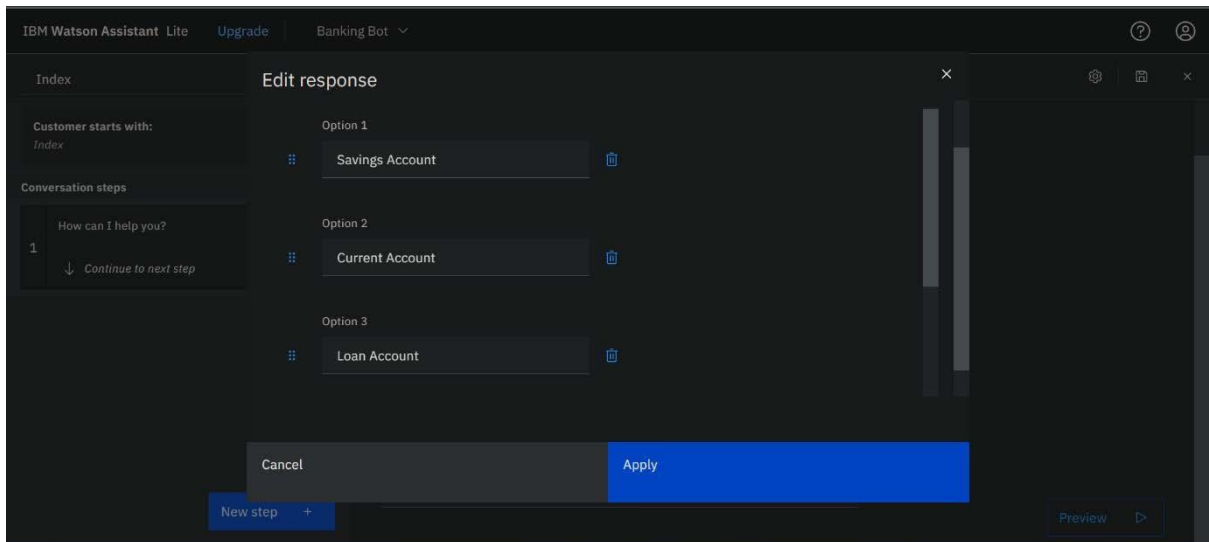 IBM Watson Assistant Lite Upgrade Banking Bot
Index
Edit response
Customer starts with:
Index
Option 1
Savings Account
Conversation steps
1
How can I help you?
Continue to next step
Option 2
Current Account
Option 3
Loan Account
Cancel
Apply
New step +
Preview